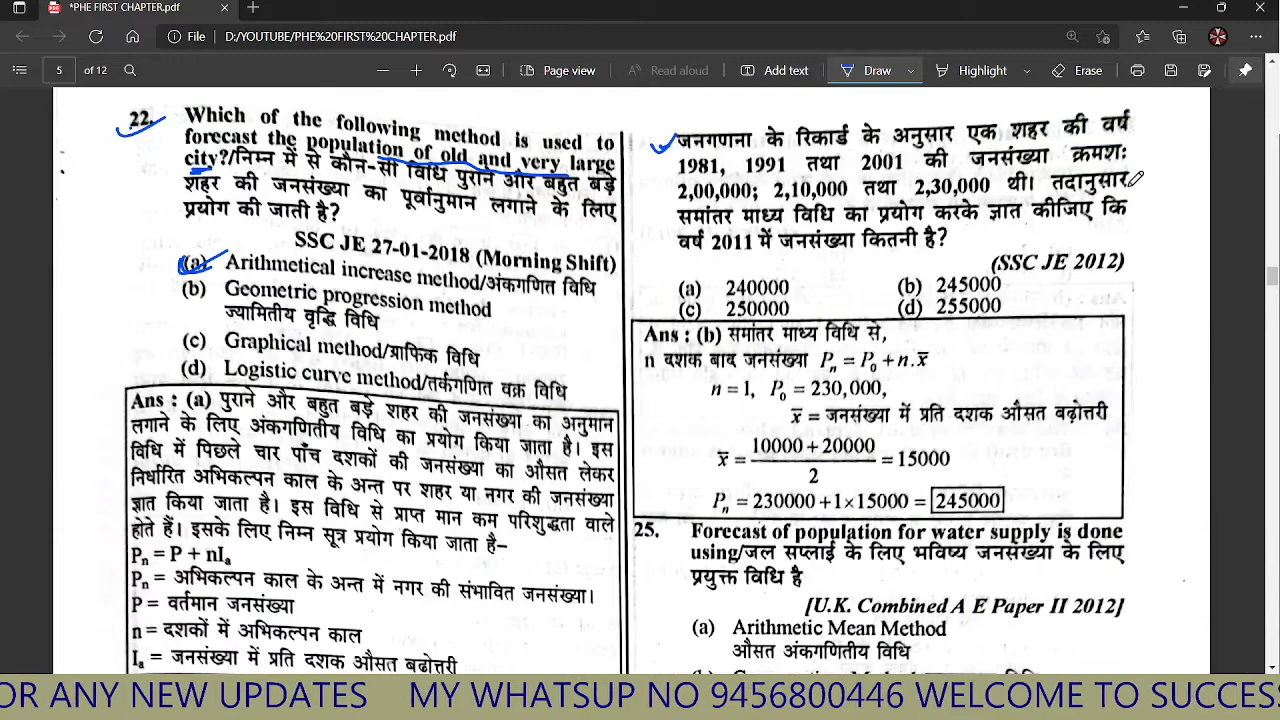 *PHE FIRST CHAPTER.pdf
File D:/YOUTUBE/PHE%20FIRST%20CHAPTER.pdf
5 of 12 Page view Read aloud Add text Draw Highlight Erase
22. Which of the following method is used to
forecast the population of old and very large
city?/निम्न में से कौन-सी विधि पुराने और बहुत बड़े
शहर की जनसंख्या का पूर्वानुमान लगाने के लिए
प्रयोग की जाती है?
SSC JE 27-01-2018 (Morning Shift)
(a) Arithmetical increase method/अंकगणित विधि
(b) Geometric progression method
ज्यामितीय वृद्धि विधि
(c) Graphical method/ग्राफिक विधि
(d) Logistic curve method/तर्कगणित वक्र विधि
Ans : (a) पुराने और बहुत बड़े शहर की जनसंख्या का अनुमान
लगाने के लिए अंकगणितीय विधि का प्रयोग किया जाता है। इस
विधि में पिछले चार पाँच दशकों की जनसंख्या का औसत लेकर
निर्धारित अभिकल्पन काल के अन्त पर शहर या नगर की जनसंख्या
ज्ञात किया जाता है। इस विधि से प्राप्त मान कम परिशुद्धता वाले
होते हैं। इसके लिए निम्न सूत्र प्रयोग किया जाता है–
Pn = P + nIa
Pn = अभिकल्पन काल के अन्त में नगर की संभावित जनसंख्या।
P = वर्तमान जनसंख्या
n = दशकों में अभिकल्पन काल
Ia = जनसंख्या में प्रति दशक औसत बढ़ोत्तरी
जनगणना के रिकार्ड के अनुसार एक शहर की वर्ष
1981, 1991 तथा 2001 की जनसंख्या क्रमशः
2,00,000; 2,10,000 तथा 2,30,000 थी। तदानुसार
समांतर माध्य विधि का प्रयोग करके ज्ञात कीजिए कि
वर्ष 2011 में जनसंख्या कितनी है?
(SSC JE 2012)
(a) 240000 (b) 245000
(c) 250000 (d) 255000
Ans : (b) समांतर माध्य विधि से,
n दशक बाद जनसंख्या Pn = P0 + n.x̄
n = 1, P0 = 230,000,
x̄ = जनसंख्या में प्रति दशक औसत बढ़ोत्तरी
x̄ = 10000 + 20000 / 2 = 15000
Pn = 230000 + 1 × 15000 = 245000
25. Forecast of population for water supply is done
using/जल सप्लाई के लिए भविष्य जनसंख्या के लिए
प्रयुक्त विधि है
[U.K. Combined A E Paper II 2012]
(a) Arithmetic Mean Method
औसत अंकगणितीय विधि
OR ANY NEW UPDATES MY WHATSUP NO 9456800446 WELCOME TO SUCCES